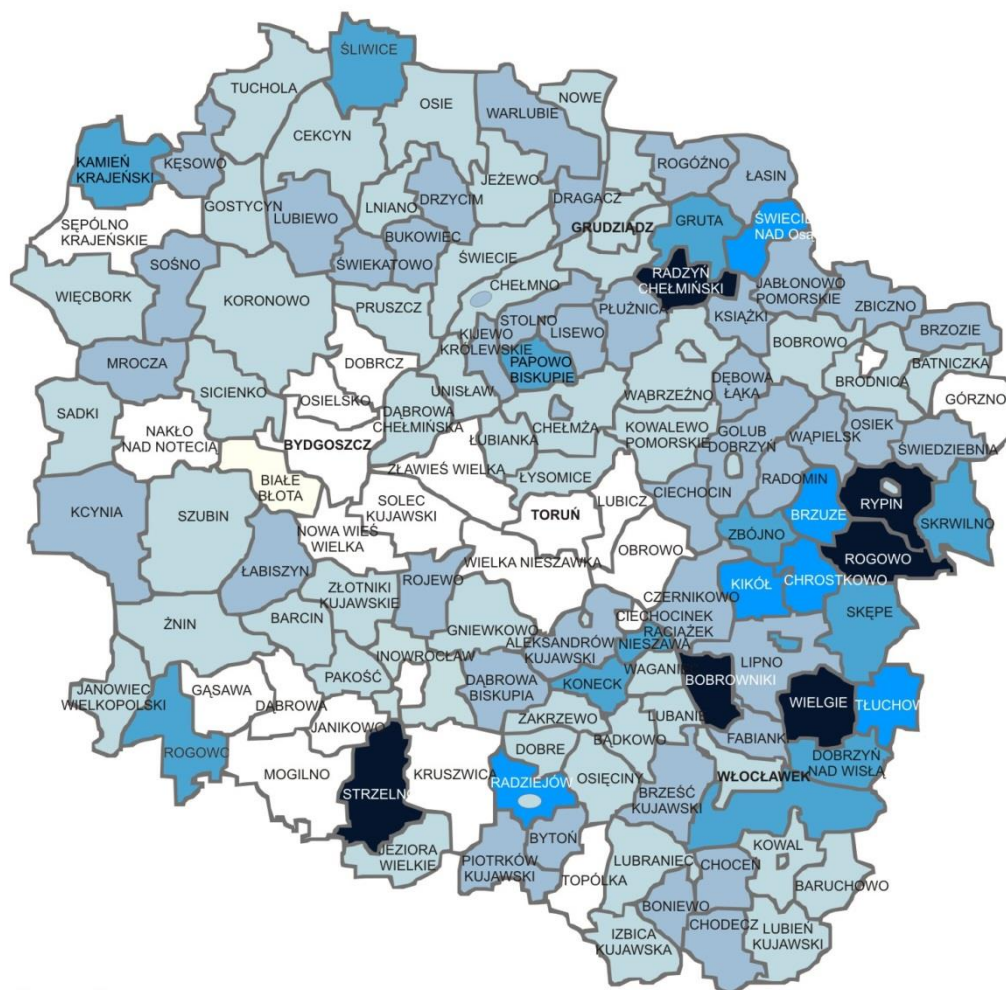 ŚLIWICE
TUCHOLA
OSIE
NOWE
WARLUBIE
CEKCYN
KAMIEŃ
KRAJEŃSKI
KĘSOWO
JEŻEWO
ROGÓŹNO
ŁASIN
GOSTYCYN
LUBIEWO
LNIANO
DRZYCIM
DRAGACZ
GRUDZIĄDZ
GRUTA
ŚWIECIE
NAD Osą
SĘPÓLNO
KRAJEŃSKIE
BUKOWIEC
ŚWIEKATOWO
ŚWIECIE
SOŚNO
RADZYŃ
CHEŁMIŃSKI
JABŁONOWO
POMORSKIE
WIĘCBORK
KORONOWO
PRUSZCZ
CHEŁMNO
PŁUŻNICA
KSIĄŻKI
ZBICZNO
STOLNO
LISEWO
BRZOZIE
KIJEWO
KRÓLEWSKIE
BOBROWO
MROCZA
DOBRCZ
PAPOWO
BISKUPIE
BATNICZKA
BRODNICA
SICIENKO
OSIELSKO
UNISŁAW
WĄBRZEŹNO
DĘBOWA
ŁĄKA
GÓRZNO
SADKI
DĄBROWA
CHEŁMIŃSKA
CHEŁMŻA
KOWALEWO
POMORSKIE
GOLUB
DOBRZYŃ
WĄPIELSK
OSIEK
NAKŁO
NAD NOTECIĄ
BYDGOSZCZ
ŁUBIANKA
ŚWIEDZIEBNIA
ZŁAWIEŚ WIELKA
ŁYSOMICE
CIECHOCIN
RADOMIN
BIAŁE
BŁOTA
KCYNIA
SZUBIN
SOLEC
KUJAWSKI
TORUŃ
LUBICZ
BRZUZE
RYPIN
SKRWILNO
NOWA WIEŚ
WIELKA
ZBÓJNO
OBROWO
WIELKA NIESZAWKA
ROGOWO
ŁABISZYN
ZŁOTNIKI
KUJAWSKIE
ROJEWO
KIKÓŁ
CHROSTKOWO
CZERNIKOWO
CIECHOCINEK
RACIĄŻEK
ŻNIN
BARCIN
GNIEWKOWO
ALEKSANDRÓW
KUJAWSKI
NIESZAWA
SKĘPE
INOWROCŁAW
LIPNO
JANOWIEC
WIELKOPOLSKI
GĄSAWA
DĄBROWA
PAKOŚĆ
DĄBROWA
BISKUPIA
KONECK
BOBROWNIKI
WIELGIE
TŁUCHOW
JANIKOWO
ZAKRZEWO
LUBANIE
BĄDKOWO
FABIANKI
ROGOWO
DOBRE
DOBRZYŃ
NAD WISŁĄ
MOGILNO
KRUSZWICA
RADZIEJÓW
OSIĘCINY
WŁOCŁAWEK
STRZELNO
BRZEŚĆ
KUJAWSKI
BYTOŃ
JEZIORA
WIELKIE
PIOTRKÓW
KUJAWSKI
KOWAL
LUBRANIEC
CHOCEŃ
TOPÓLKA
BARUCHOWO
BONIEWO
CHODECZ
IZBICA
KUJAWSKA
LUBIEŃ
KUJAWSKI